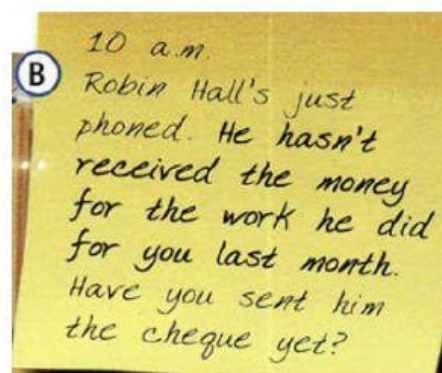 B
10 a.m.
Robin Hall's just
phoned. He hasn't
received the money
for the work he did
for you last month.
Have you sent him
the cheque yet?